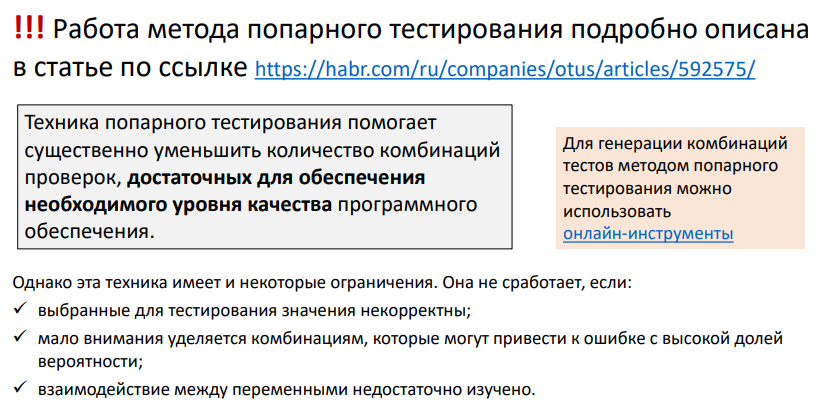 !!! Работа метода попарного тестирования подробно описана
в статье по ссылке https://habr.com/ru/companies/otus/articles/592575/
Техника попарного тестирования помогает
существенно уменьшить количество комбинаций
проверок, достаточных для обеспечения
необходимого уровня качества программного
обеспечения.
Для генерации комбинаций
тестов методом попарного
тестирования можно
использовать
онлайн-инструменты
Однако эта техника имеет и некоторые ограничения. Она не сработает, если:
✓ выбранные для тестирования значения некорректны;
✓ мало внимания уделяется комбинациям, которые могут привести к ошибке с высокой долей
вероятности;
✓ взаимодействие между переменными недостаточно изучено.